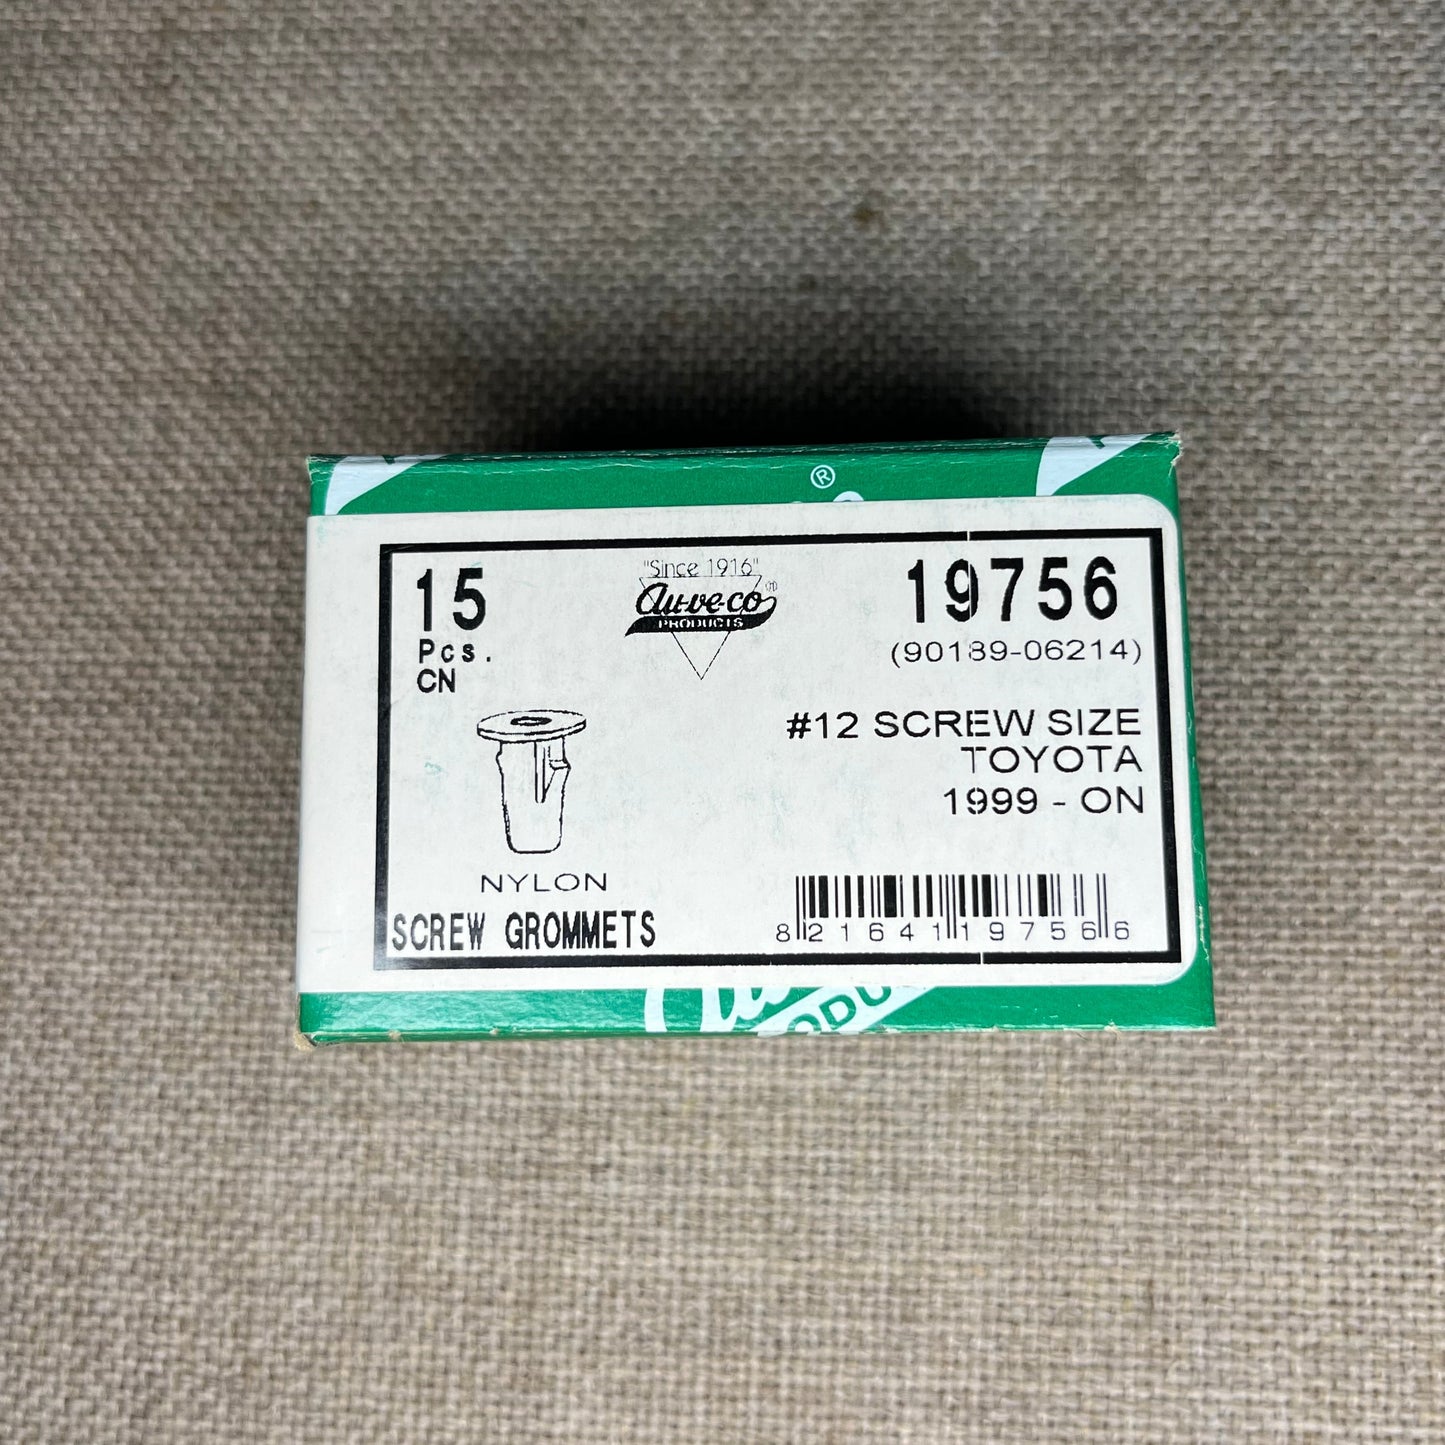 ®
15
Pcs.
CN
"Since 1916"
Au-ve-co®
PRODUCTS
19756
(90189-06214)
#12 SCREW SIZE
TOYOTA
1999 - ON
NYLON
SCREW GROMMETS
8 21641 19756 6